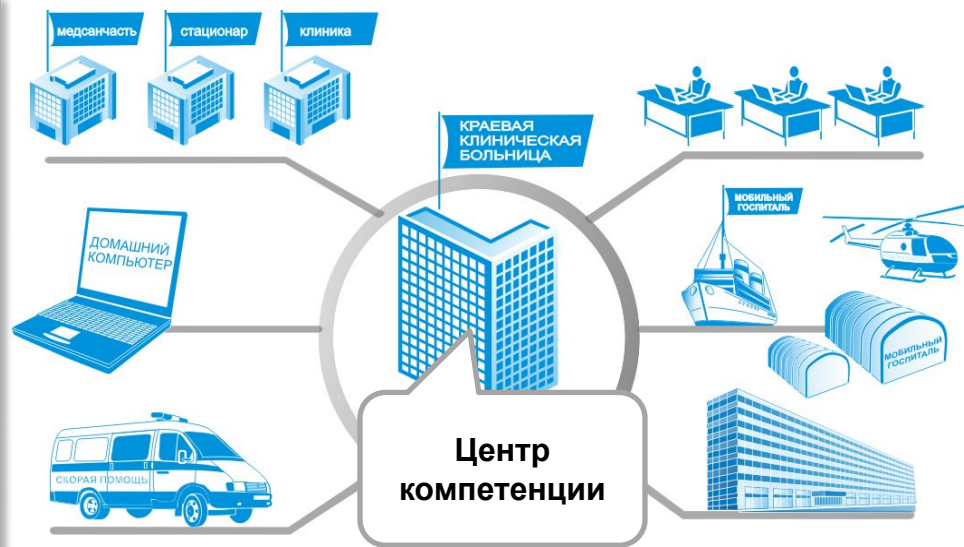 медсанчасть
стационар
клиника
КРАЕВАЯ
КЛИНИЧЕСКАЯ
БОЛЬНИЦА
МОБИЛЬНЫЙ
ГОСПИТАЛЬ
ДОМАШНИЙ
КОМПЬЮТЕР
МОБИЛЬНЫЙ
ГОСПИТАЛЬ
СКОРАЯ ПОМОЩЬ
Центр
компетенции